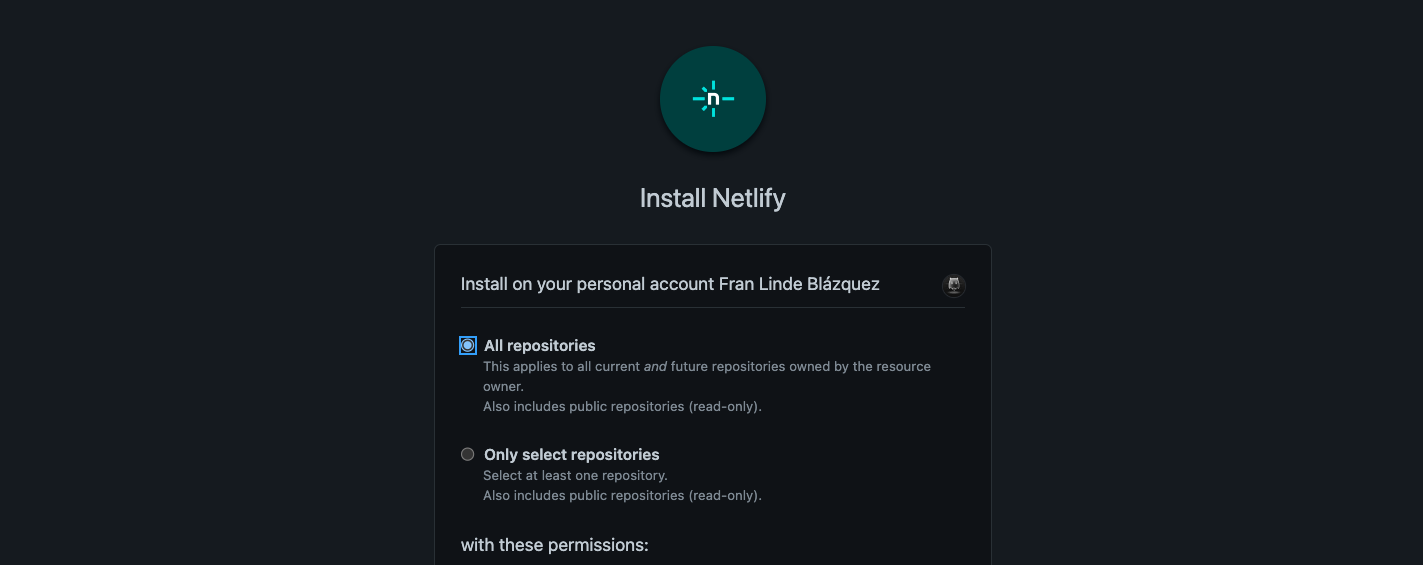 n
Install Netlify
Install on your personal account Fran Linde Blázquez
All repositories
This applies to all current and future repositories owned by the resource
owner.
Also includes public repositories (read-only).
Only select repositories
Select at least one repository.
Also includes public repositories (read-only).
with these permissions: